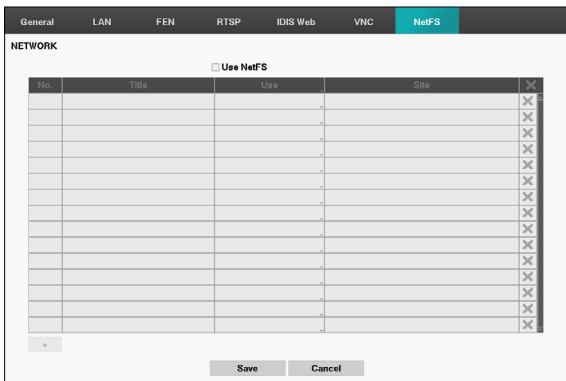 General LAN FEN RTSP IDIS Web VNC NetFS
NETWORK
Use NetFS
No. Title Use Site
+
Save Cancel